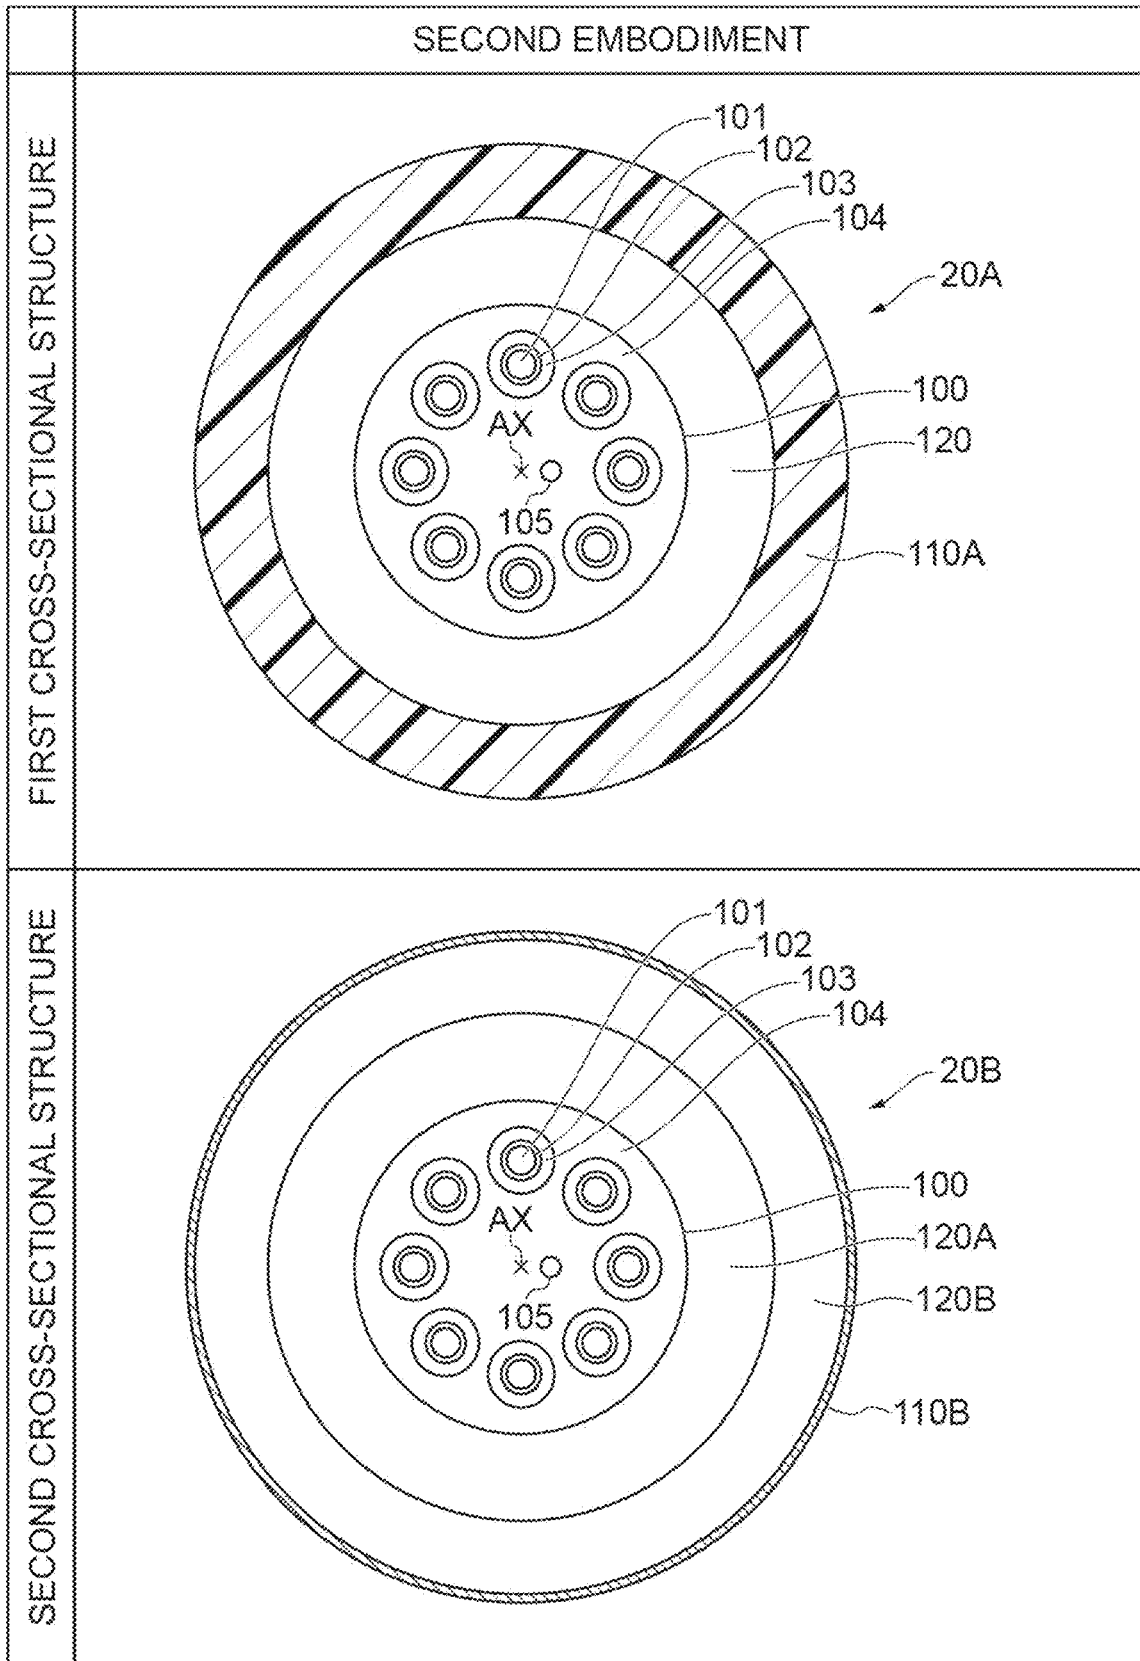 SECOND EMBODIMENT
FIRST CROSS-SECTIONAL STRUCTURE
101
102
103
104
20A
100
AX
120
105
110A
SECOND CROSS-SECTIONAL STRUCTURE
101
102
103
104
20B
100
AX
120A
120B
105
110B